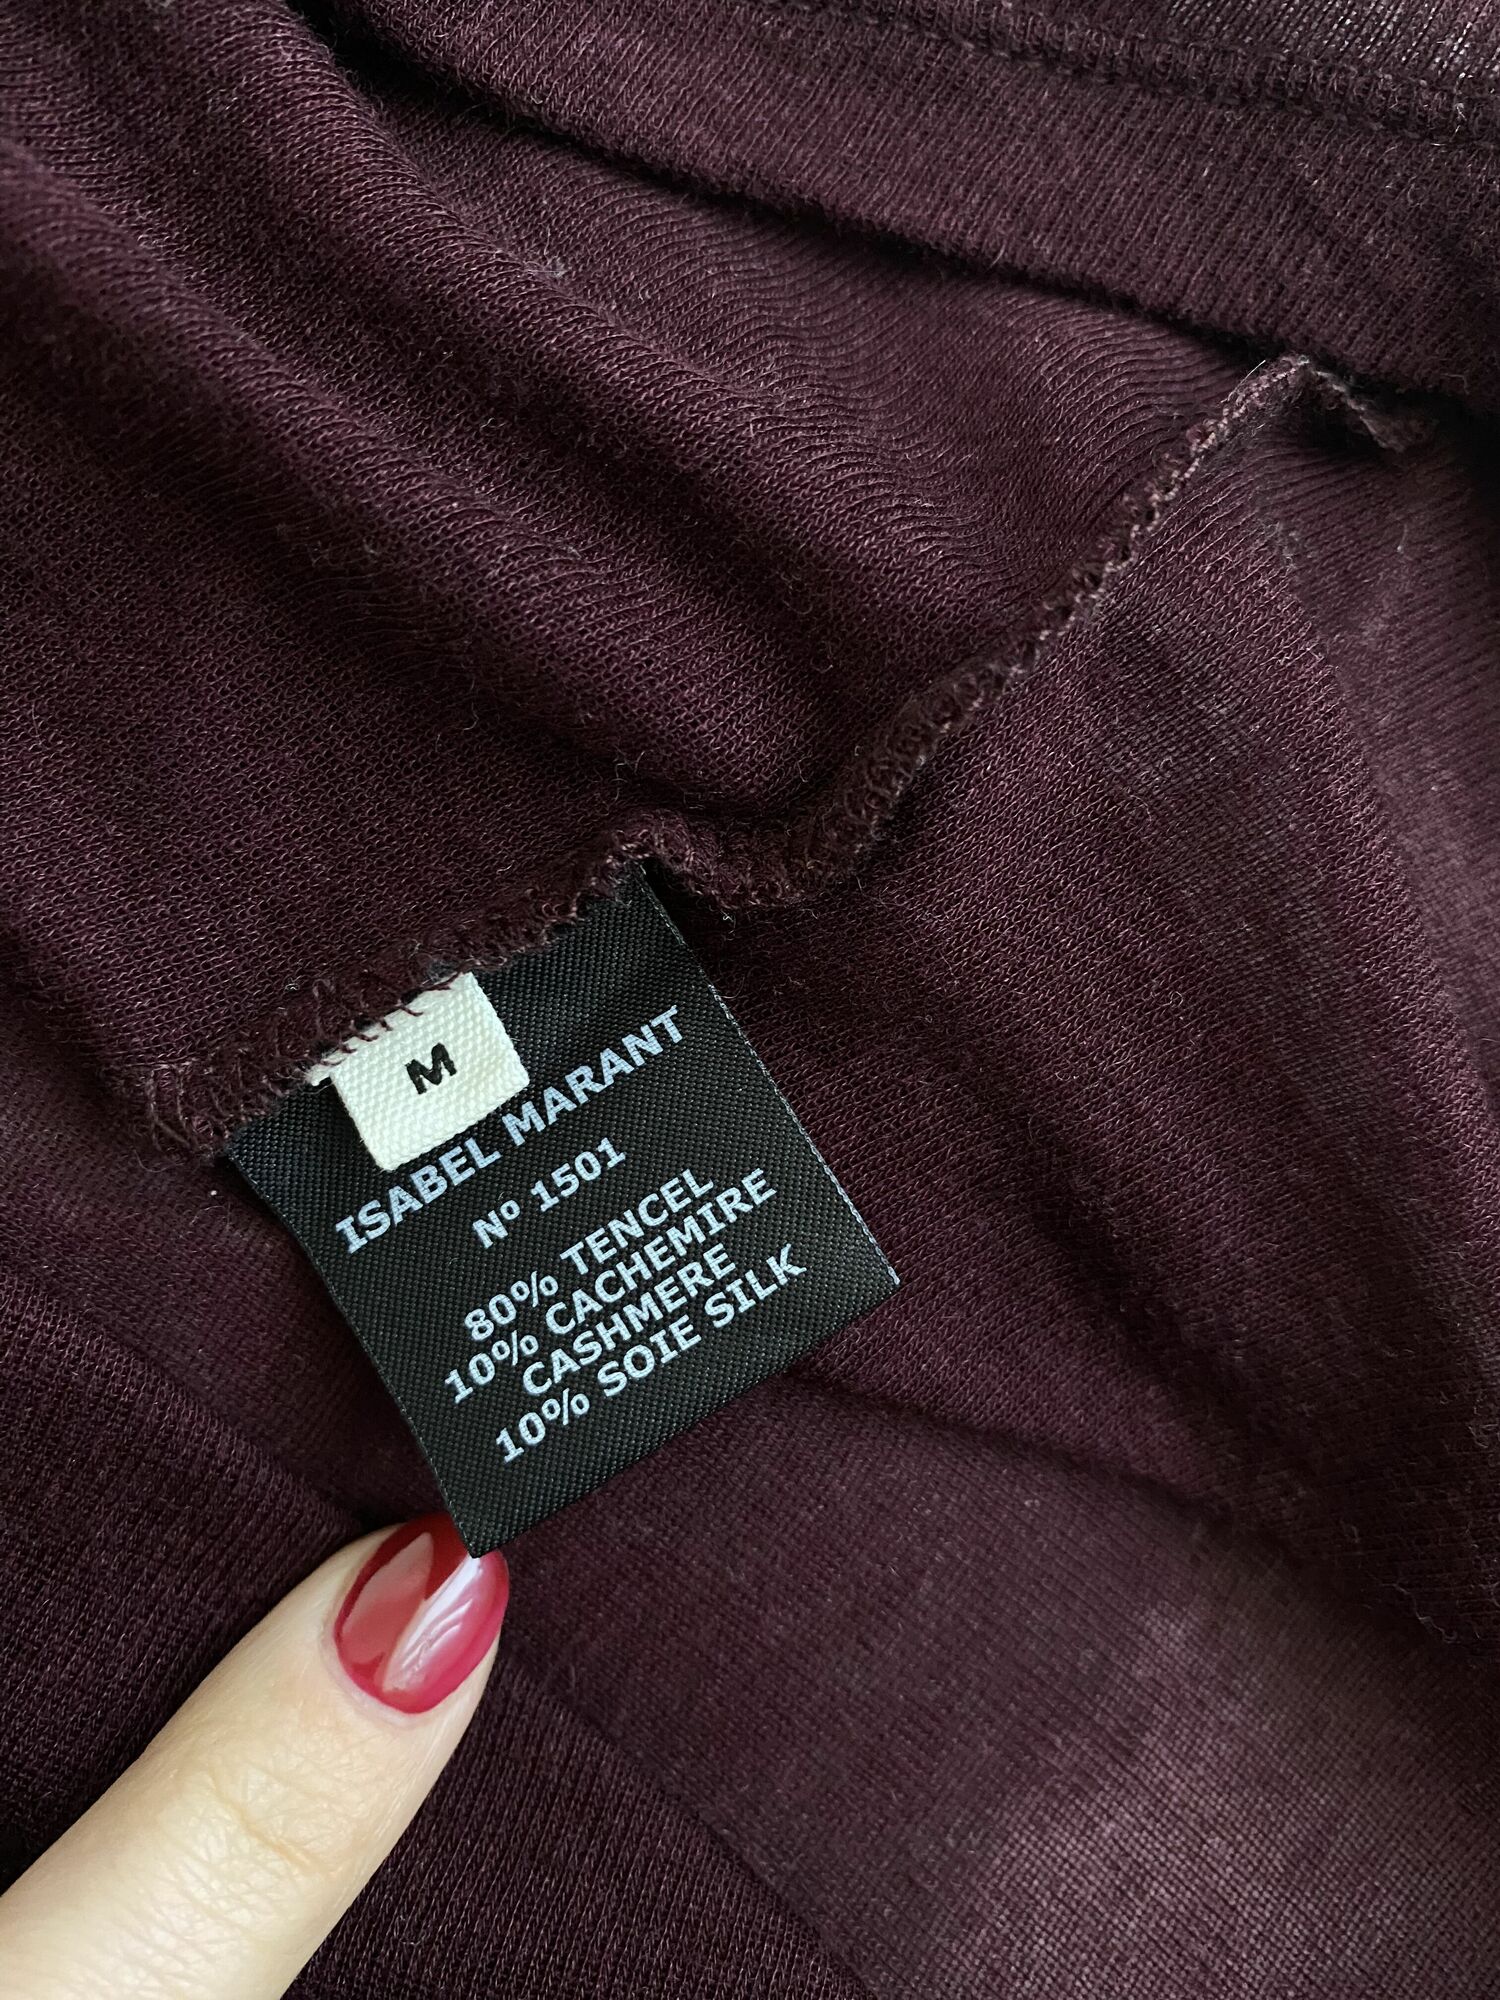 M
ISABEL MARANT
Nº 1501
80% TENCEL
10% CACHEMIRE
CASHMERE
10% SOIE SILK